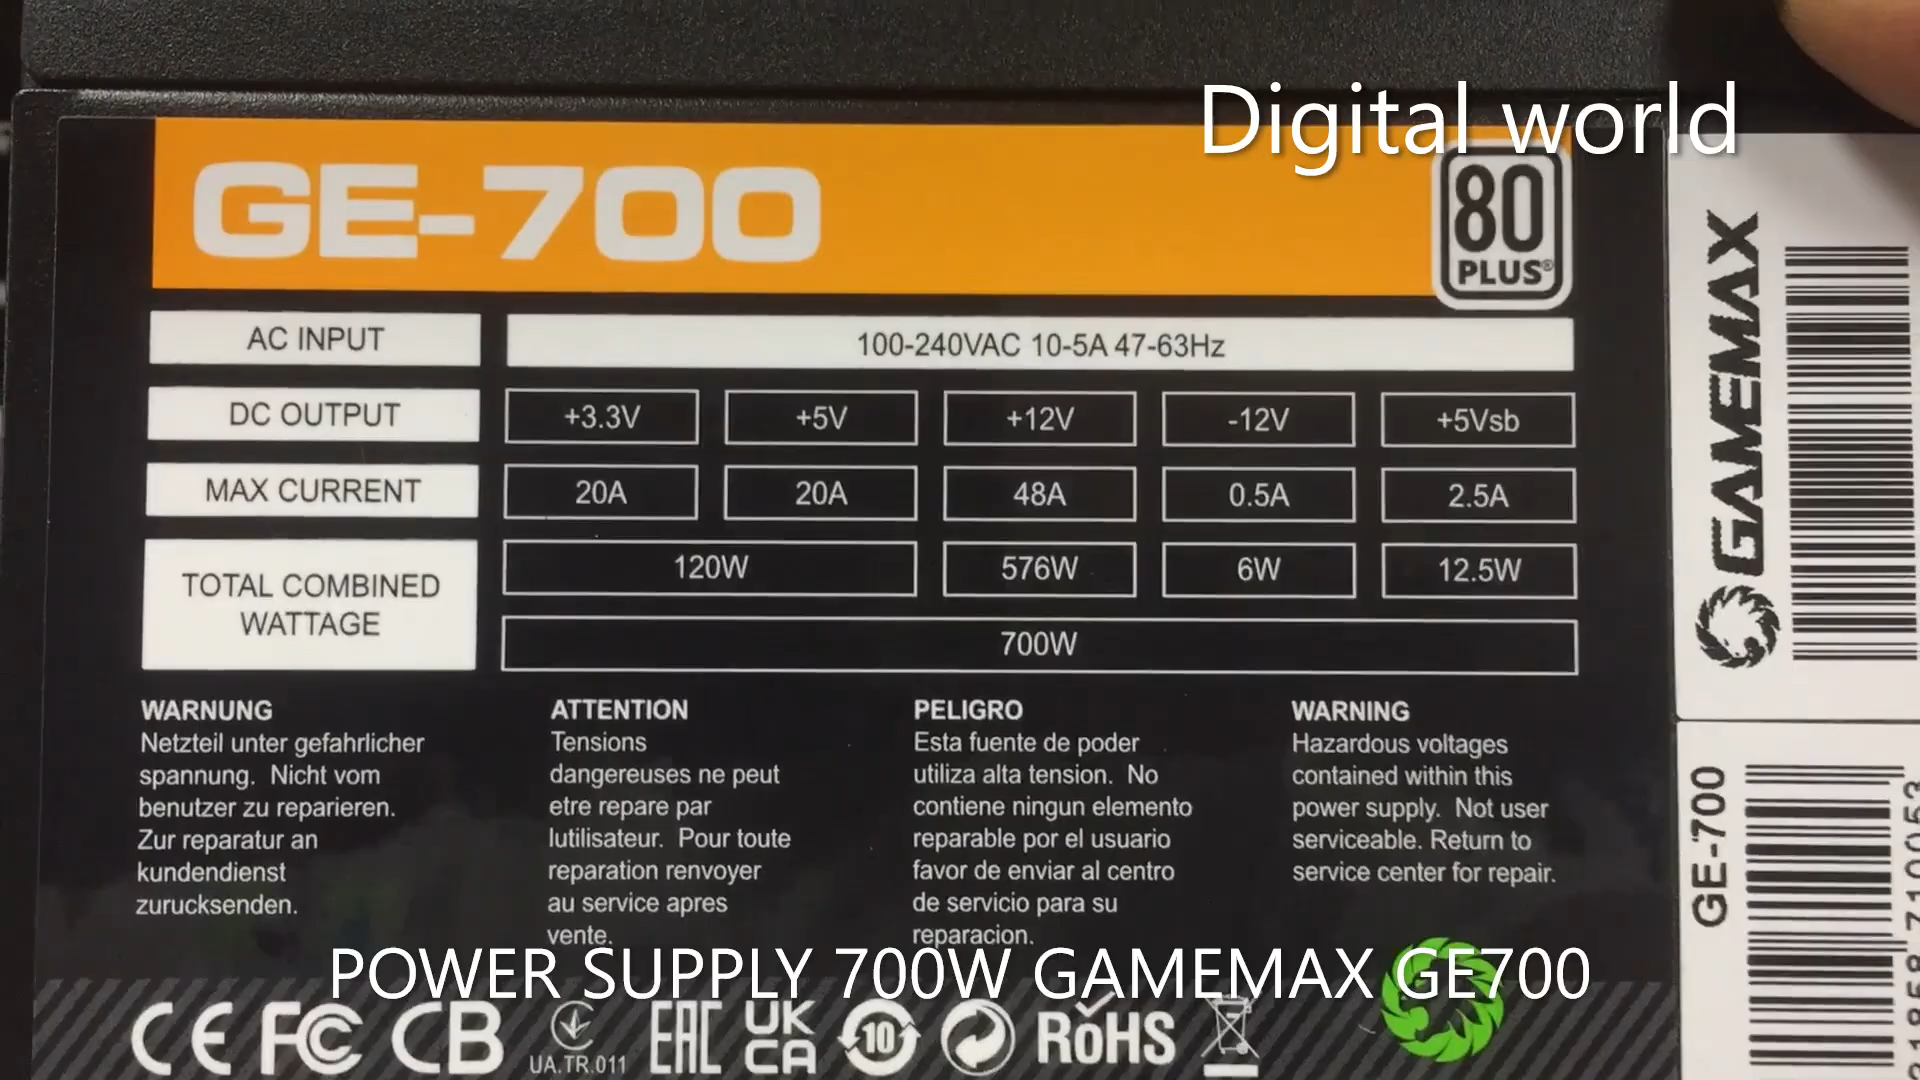 Digital world
GE-700
80
PLUS®
AC INPUT
100-240VAC 10-5A 47-63Hz
DC OUTPUT
+3.3V
+5V
+12V
-12V
+5Vsb
MAX CURRENT
20A
20A
48A
0.5A
2.5A
TOTAL COMBINED
WATTAGE
120W
576W
6W
12.5W
700W
WARNUNG
Netzteil unter gefahrlicher
spannung. Nicht vom
benutzer zu reparieren.
Zur reparatur an
kundendienst
zurucksenden.
ATTENTION
Tensions
dangereuses ne peut
etre repare par
lutilisateur. Pour toute
reparation renvoyer
au service apres
vente.
PELIGRO
Esta fuente de poder
utiliza alta tension. No
contiene ningun elemento
reparable por el usuario
favor de enviar al centro
de servicio para su
reparacion.
WARNING
Hazardous voltages
contained within this
power supply. Not user
serviceable. Return to
service center for repair.
POWER SUPPLY 700W GAMEMAX GE700
CE FC CB
UA.TR.011
EAC
UK
CA
10
RoHS
GAMEMAX
GE-700